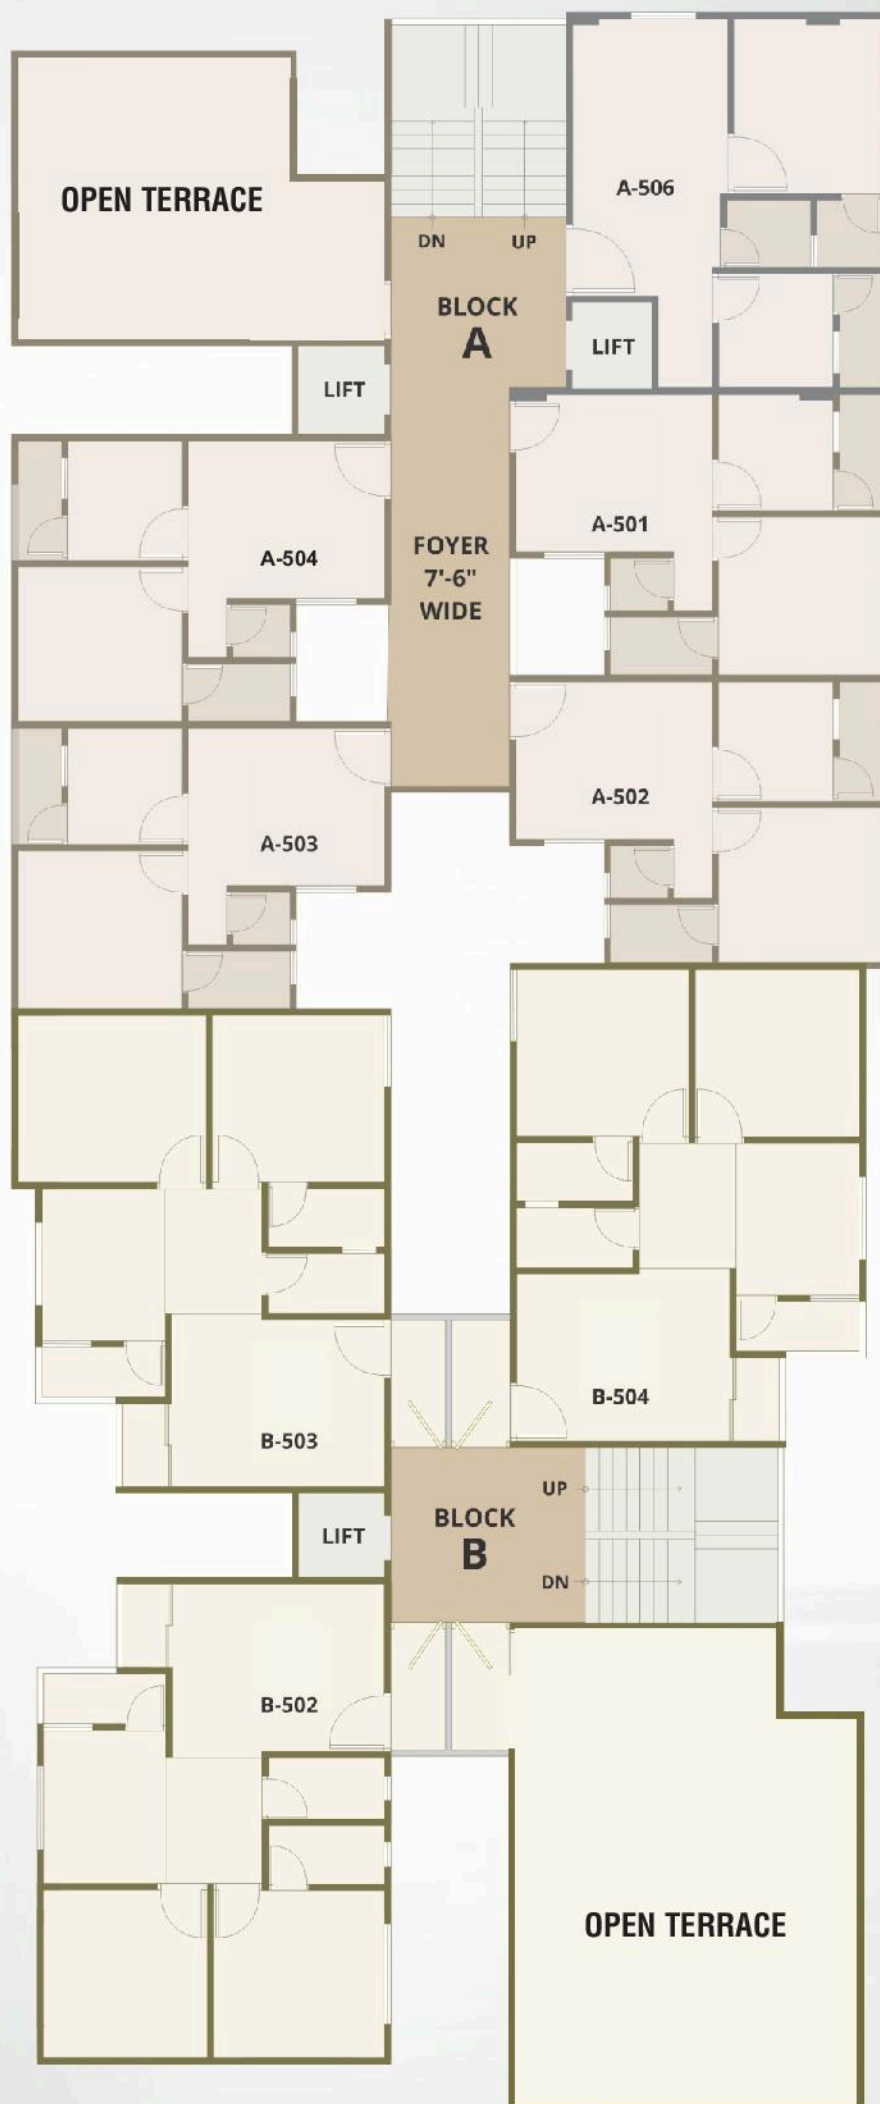 OPEN TERRACE
A-506
DN
UP
BLOCK
A
LIFT
LIFT
A-501
A-504
FOYER
7'-6"
WIDE
A-502
A-503
B-504
B-503
UP
BLOCK
B
LIFT
DN
B-502
OPEN TERRACE